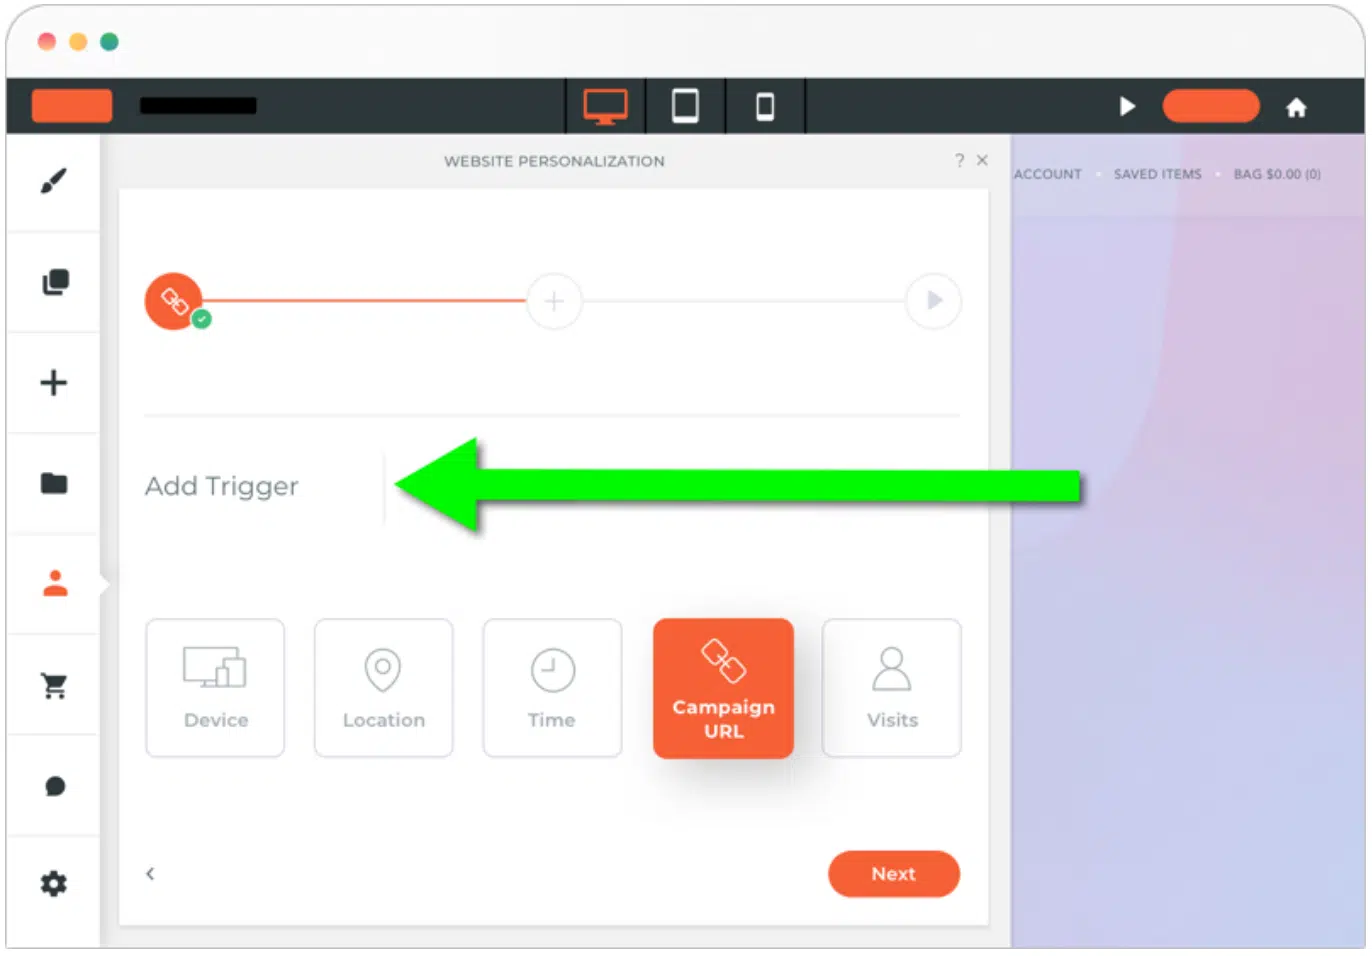 WEBSITE PERSONALIZATION
?
ACCOUNT
SAVED ITEMS
BAG $0.00 (0)
Add Trigger
Device
Location
Time
Campaign
URL
Visits
Next